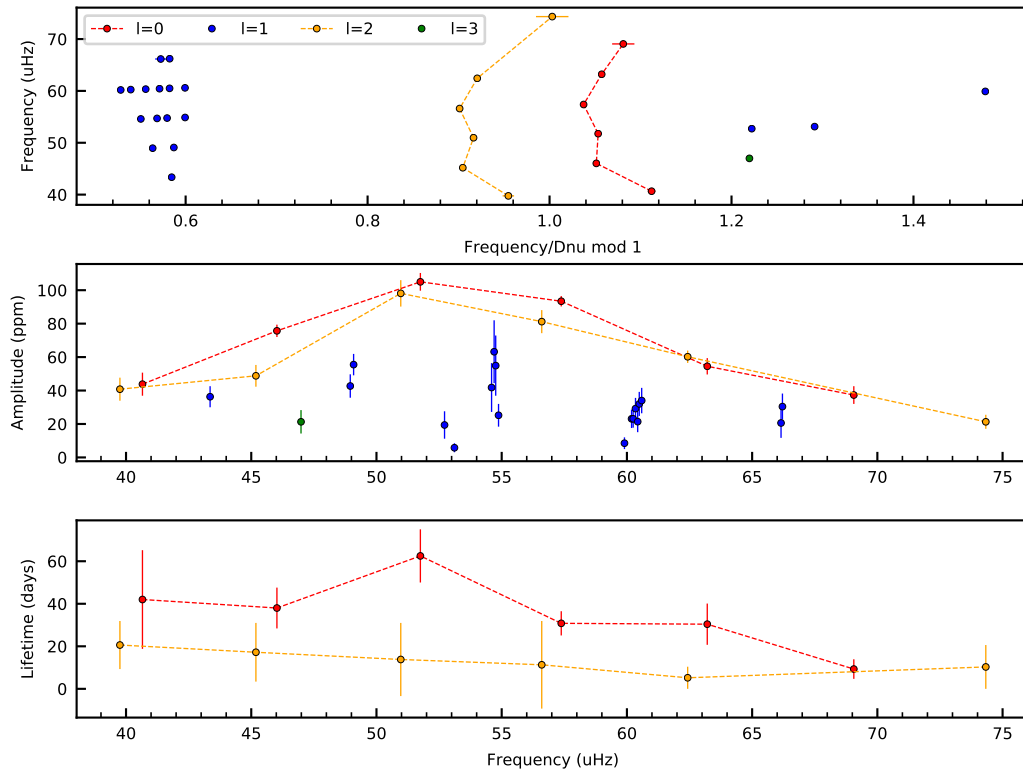 l=0 l=1 l=2 l=3
Frequency (uHz)
70
60
50
40
0.6 0.8 1.0 1.2 1.4
Frequency/Dnu mod 1
Amplitude (ppm)
100
80
60
40
20
0
40 45 50 55 60 65 70 75
Lifetime (days)
60
40
20
0
40 45 50 55 60 65 70 75
Frequency (uHz)